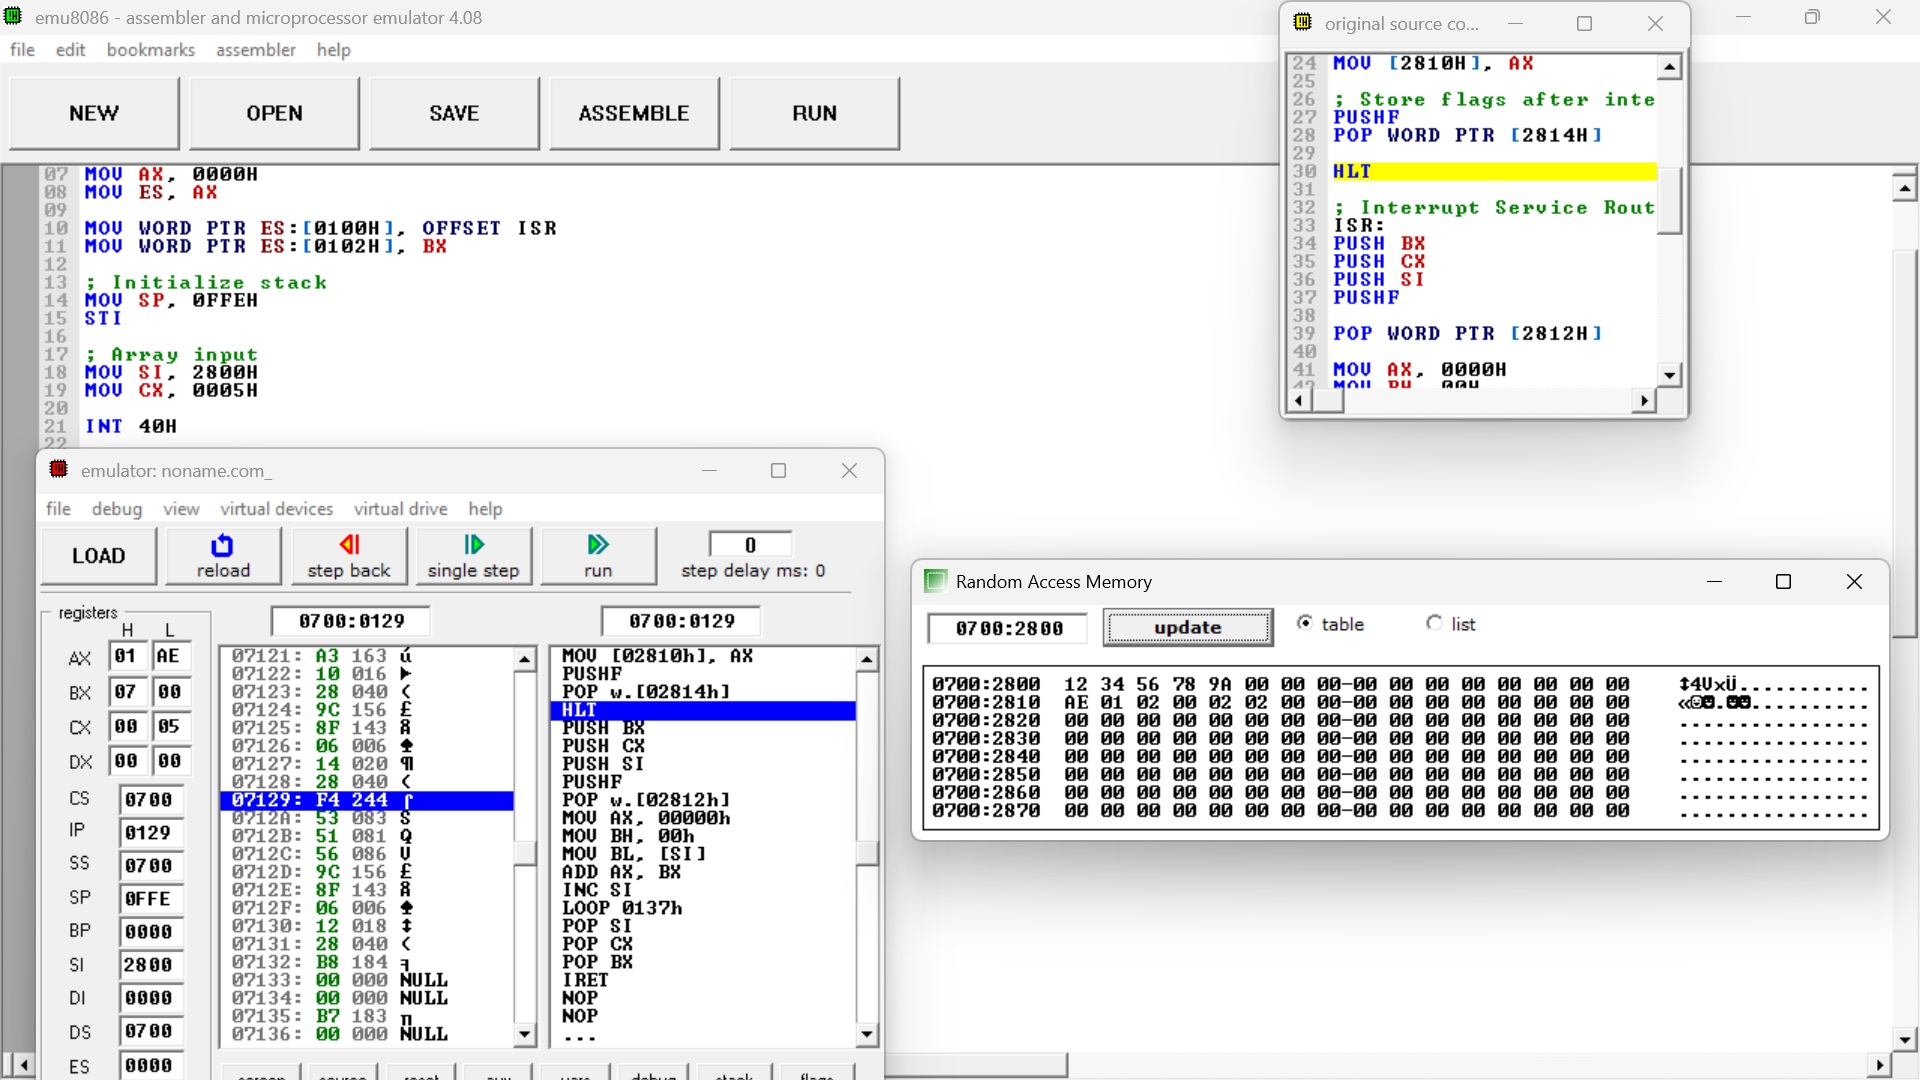 emu8086 - assembler and microprocessor emulator 4.08
file edit bookmarks assembler help
NEW OPEN SAVE ASSEMBLE RUN
07 MOV AX, 0000H
08 MOV ES, AX
09
10 MOV WORD PTR ES:[0100H], OFFSET ISR
11 MOV WORD PTR ES:[0102H], BX
12
13 ; Initialize stack
14 MOV SP, 0FFEH
15 STI
16
17 ; Array input
18 MOV SI, 2800H
19 MOV CX, 0005H
20
21 INT 40H
22
original source co...
24 MOV [2810H], AX
25
26 ; Store flags after inte
27 PUSHF
28 POP WORD PTR [2814H]
29
30 HLT
31
32 ; Interrupt Service Rout
33 ISR:
34 PUSH BX
35 PUSH CX
36 PUSH SI
37 PUSHF
38
39 POP WORD PTR [2812H]
40
41 MOV AX, 0000H
42 MOV BH, 00H
emulator: noname.com_
file debug view virtual devices virtual drive help
LOAD reload step back single step run 0
step delay ms: 0
registers
H L
AX 01 AE
BX 07 00
CX 00 05
DX 00 00
CS 0700
IP 0129
SS 0700
SP 0FFE
BP 0000
SI 2800
DI 0000
DS 0700
ES 0000
0700:0129
07121: A3 163 ú
07122: 10 016 ►
07123: 28 040 (
07124: 9C 156 £
07125: 8F 143 Å
07126: 06 006 ♠
07127: 14 020 ¶
07128: 28 040 (
07129: F4 244 ⌠
0712A: 53 083 S
0712B: 51 081 Q
0712C: 56 086 V
0712D: 9C 156 £
0712E: 8F 143 Å
0712F: 06 006 ♠
07130: 12 018 ↕
07131: 28 040 (
07132: B8 184 ╕
07133: 00 000 NULL
07134: 00 000 NULL
07135: B7 183 ╖
07136: 00 000 NULL
0700:0129
MOV [02810h], AX
PUSHF
POP w.[02814h]
HLT
PUSH BX
PUSH CX
PUSH SI
PUSHF
POP w.[02812h]
MOV AX, 00000h
MOV BH, 00h
MOV BL, [SI]
ADD AX, BX
INC SI
LOOP 0137h
POP SI
POP CX
POP BX
IRET
NOP
NOP
...
screen source reset aux vars debug stack flags
Random Access Memory
0700:2800 update table list
0700:2800 12 34 56 78 9A 00 00 00-00 00 00 00 00 00 00 00 ↕4VxÜ...........
0700:2810 AE 01 02 00 02 02 00 00-00 00 00 00 00 00 00 00 «☺☻.☻☻..........
0700:2820 00 00 00 00 00 00 00 00-00 00 00 00 00 00 00 00 ................
0700:2830 00 00 00 00 00 00 00 00-00 00 00 00 00 00 00 00 ................
0700:2840 00 00 00 00 00 00 00 00-00 00 00 00 00 00 00 00 ................
0700:2850 00 00 00 00 00 00 00 00-00 00 00 00 00 00 00 00 ................
0700:2860 00 00 00 00 00 00 00 00-00 00 00 00 00 00 00 00 ................
0700:2870 00 00 00 00 00 00 00 00-00 00 00 00 00 00 00 00 ................